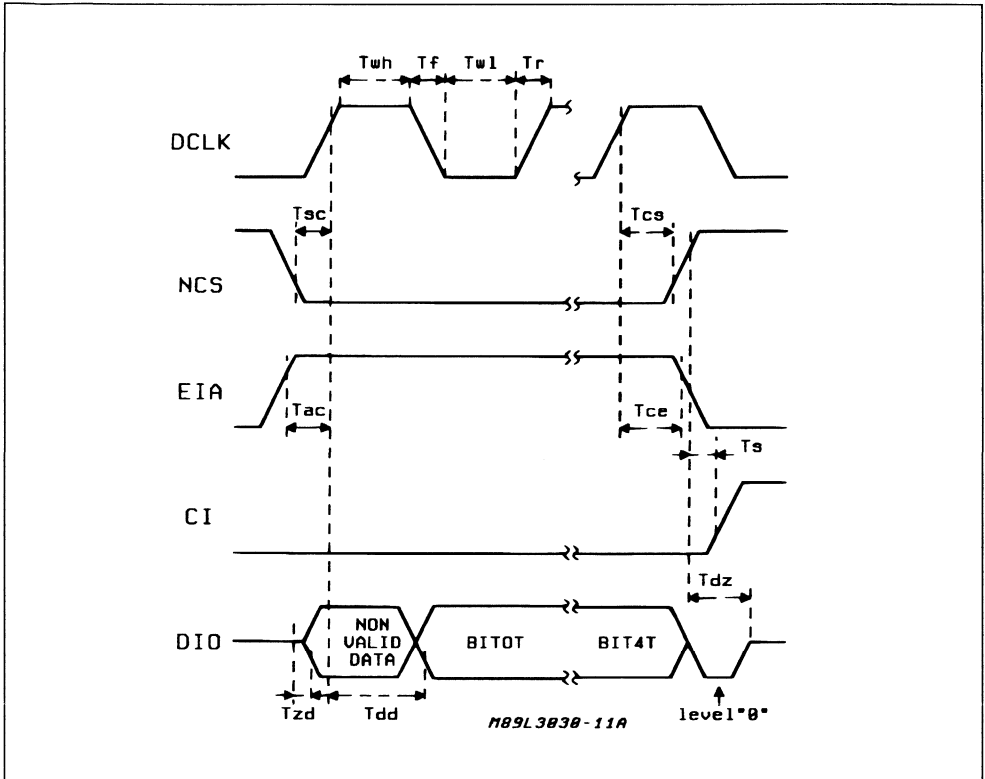 Twh Tf Twl Tr
DCLK
Tsc Tcs
NCS
EIA
Tac Tce
Ts
CI
Tdz
DIO
NON
VALID
DATA
BIT0T BIT4T
Tzd Tdd
level"0"
M89L3030-11A